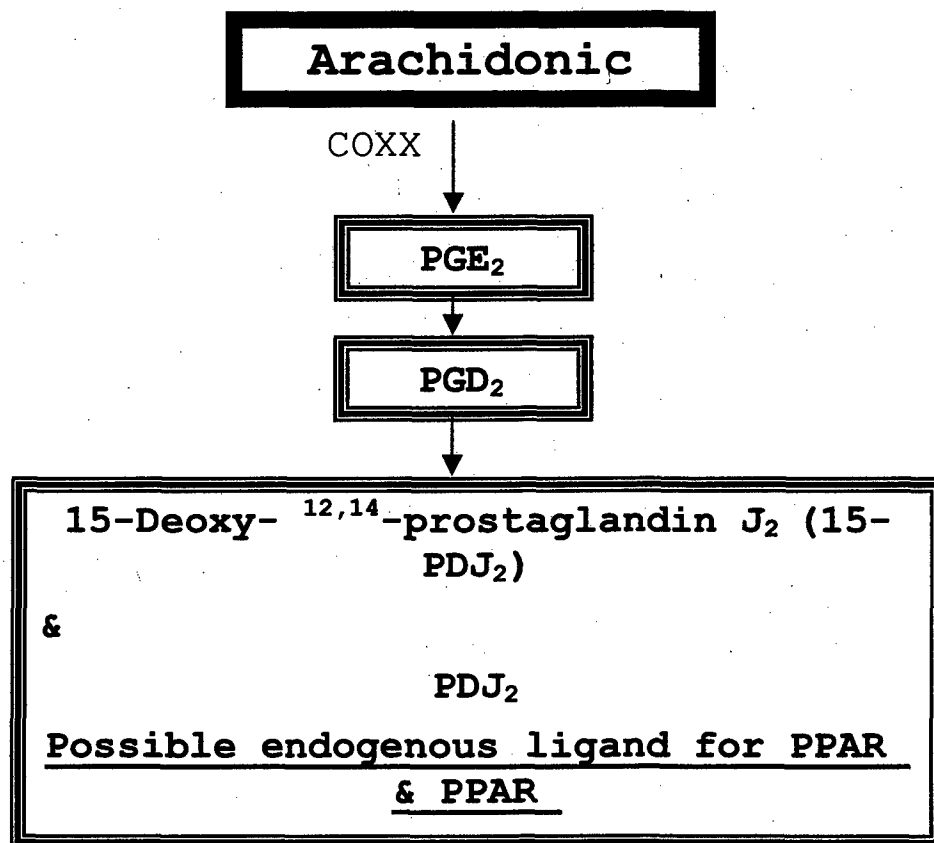 Arachidonic
COXX
PGE₂
PGD₂
15-Deoxy- ¹²,¹⁴-prostaglandin J₂ (15-
PDJ₂)
&
PDJ₂
Possible endogenous ligand for PPAR
& PPAR